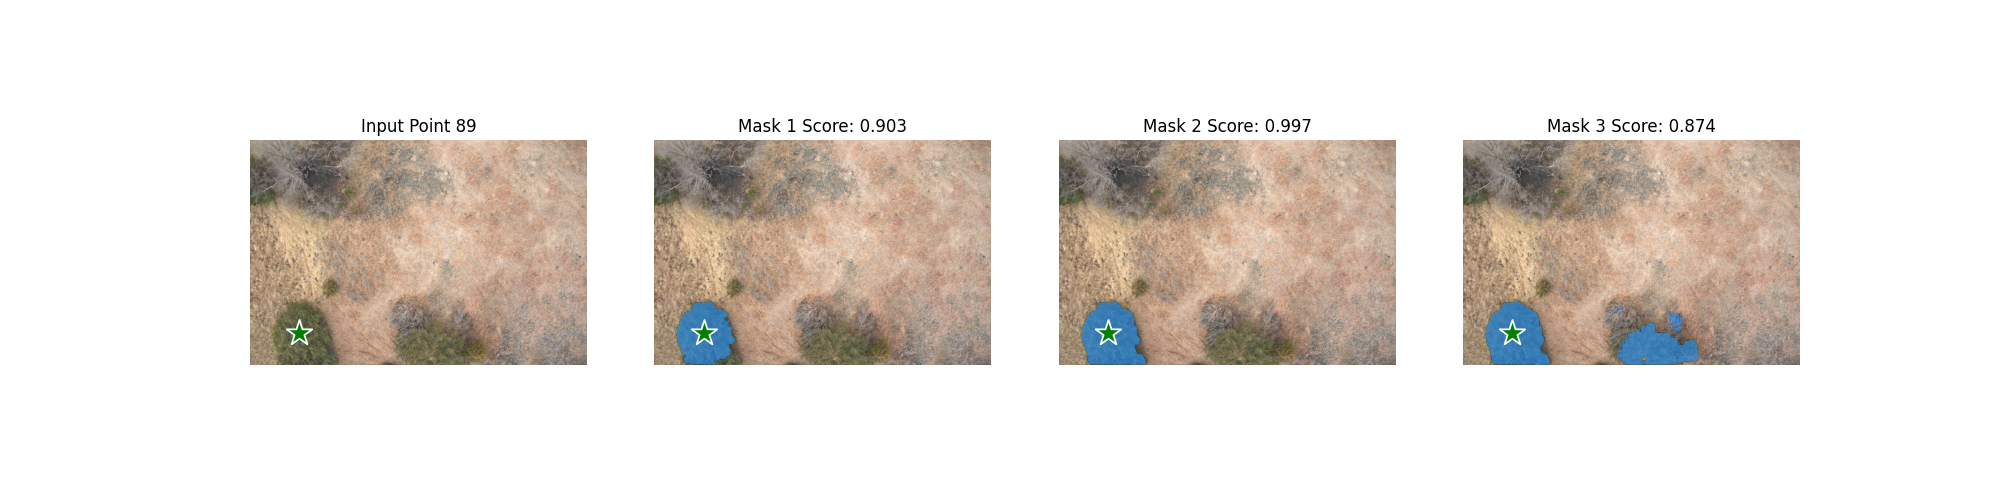 Input Point 89
Mask 1 Score: 0.903
Mask 2 Score: 0.997
Mask 3 Score: 0.874